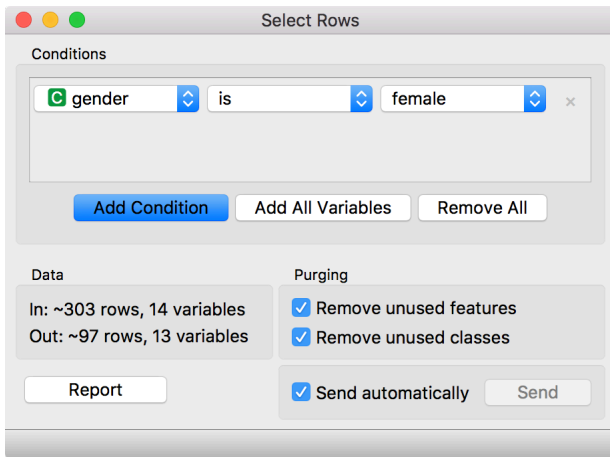 Select Rows
Conditions
C gender is female ×
Add Condition Add All Variables Remove All
Data Purging
In: ~303 rows, 14 variables
Out: ~97 rows, 13 variables
Remove unused features
Remove unused classes
Report
Send automatically Send